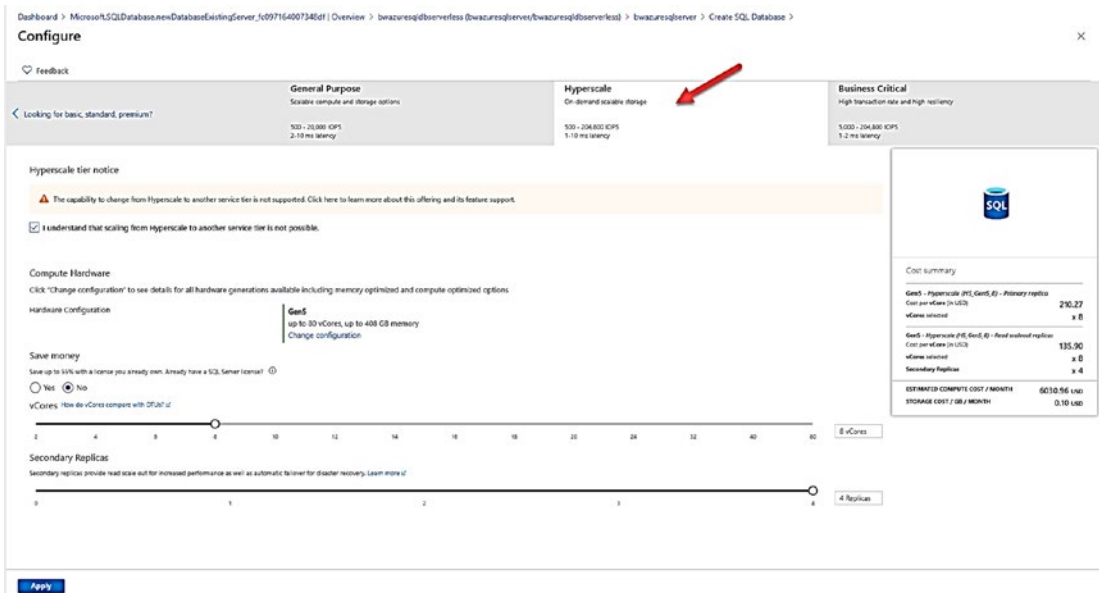 Dashboard > Microsoft.SQLDatabase.newDatabaseExistingServer_fc097164007348df | Overview > bwazuresqldbserverless (bwazuresqlserver/bwazuresqldbserverless) > bwazuresqlserver > Create SQL Database >
Configure
Feedback
Looking for basic, standard, premium?
General Purpose
Scalable compute and storage options
500 - 20,000 IOPS
2-10 ms latency
Hyperscale
On-demand scalable storage
500 - 204,800 IOPS
1-10 ms latency
Business Critical
High transaction rate and high resiliency
5,000 - 204,800 IOPS
1-2 ms latency
Hyperscale tier notice
The capability to change from Hyperscale to another service tier is not supported. Click here to learn more about this offering and its feature support.
I understand that scaling from Hyperscale to another service tier is not possible.
Compute Hardware
Click "Change configuration" to see details for all hardware generations available including memory optimized and compute optimized options
Hardware Configuration
Gen5
up to 80 vCores, up to 408 GB memory
Change configuration
Save money
Save up to 55% with a license you already own. Already have a SQL Server license?
Yes No
vCores How do vCores compare with DTUs?
2 4 6 8 10 12 14 16 18 20 24 32 40 80
8 vCores
Secondary Replicas
Secondary replicas provide read scale out for increased performance as well as automatic failover for disaster recovery. Learn more
0 1 2 3 4
4 Replicas
SQL
Cost summary
Gen5 - Hyperscale (HS_Gen5_8) - Primary replica
Cost per vCore (in USD) 210.27
vCores selected x 8
Gen5 - Hyperscale (HS_Gen5_8) - Read scaleout replicas
Cost per vCore (in USD) 135.90
vCores selected x 8
Secondary Replicas x 4
ESTIMATED COMPUTE COST / MONTH 6030.96 USD
STORAGE COST / GB / MONTH 0.10 USD
Apply